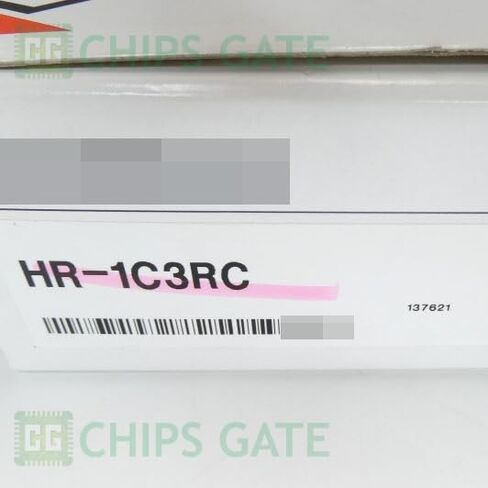 CHIPS GATE
HR-1C3RC
137621
CHIPS GATE